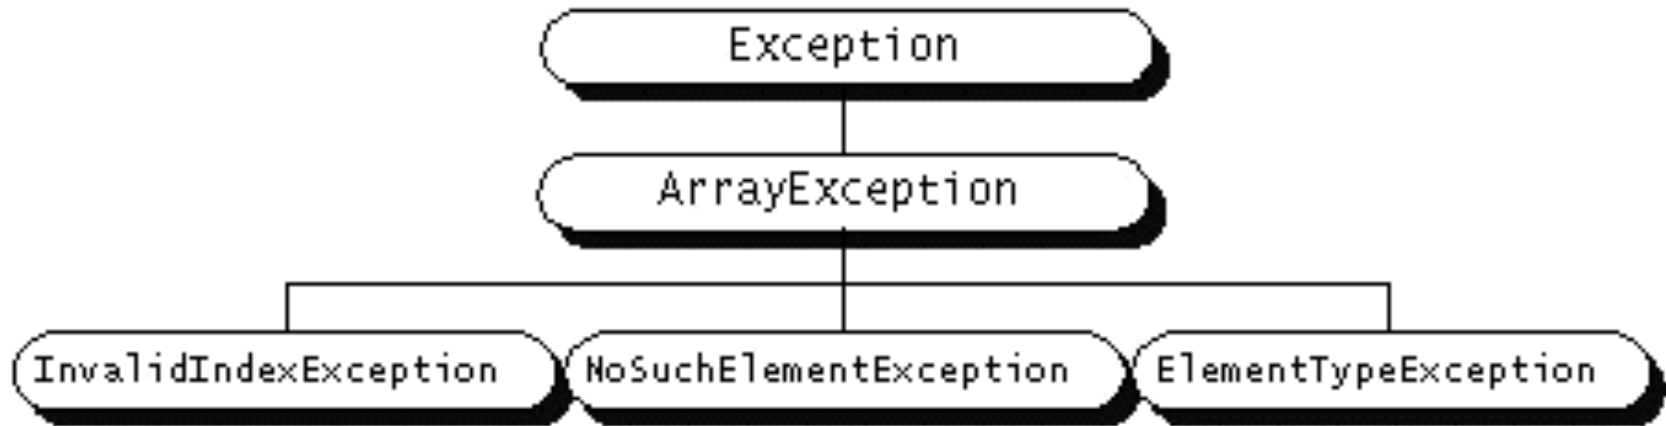 Exception
ArrayException
InvalidIndexException
NoSuchElementException
ElementTypeException